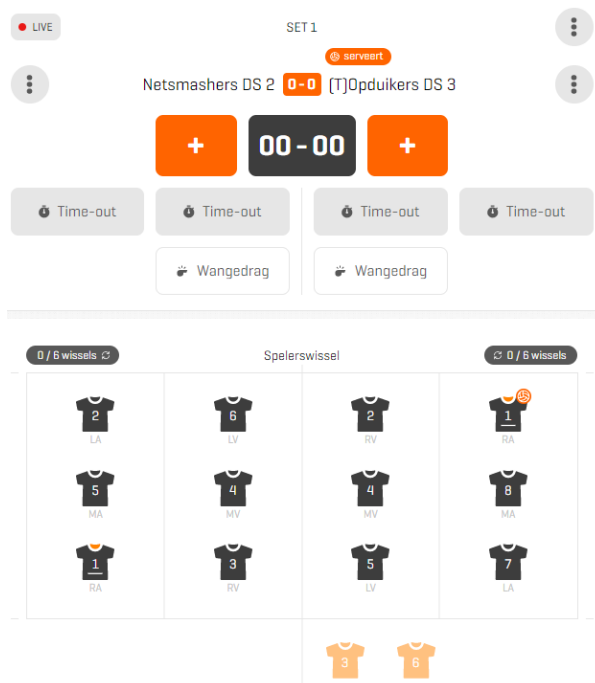 LIVE
SET 1
serveert
Netsmashers DS 2 0-0 (T)Opduikers DS 3
+ 00-00 +
Time-out Time-out Time-out Time-out
Wangedrag Wangedrag
0 / 6 wissels Spelerswissel 0 / 6 wissels
2 6 2 1
LA LV RV RA
5 4 4 8
MA MV MV MA
1 3 5 7
RA RV LV LA
3 6